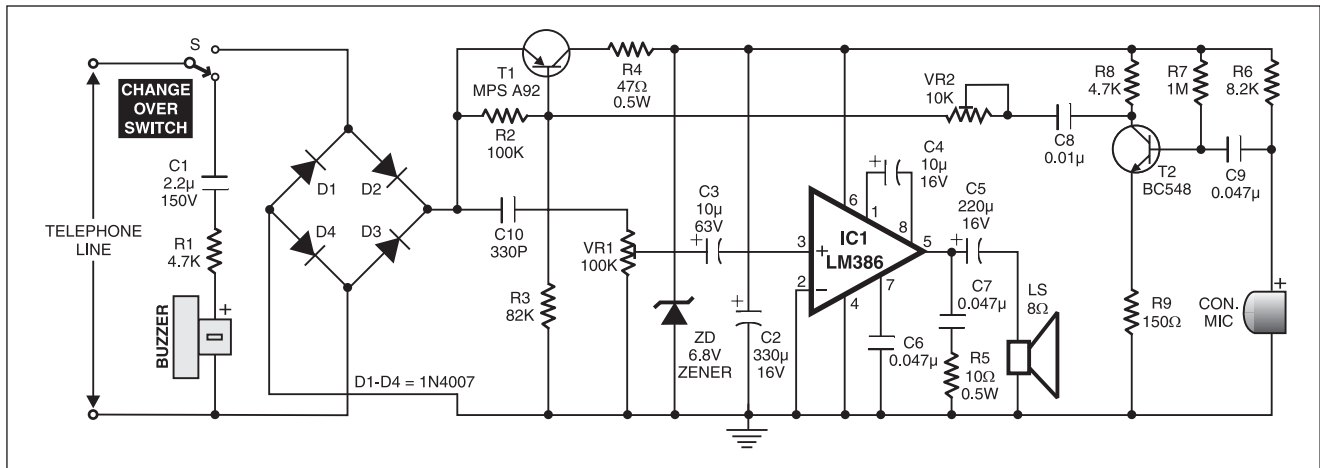 S
CHANGE
OVER
SWITCH
C1
2.2µ
150V
TELEPHONE
LINE
R1
4.7K
BUZZER
+
D1
D2
D4
D3
D1-D4 = 1N4007
T1
MPS A92
R4
47Ω
0.5W
R2
100K
C10
330P
VR1
100K
R3
82K
C3
10µ
63V
+
ZD
6.8V
ZENER
+
C2
330µ
16V
VR2
10K
C8
0.01µ
C4
10µ
16V
+
1
8
6
3
+
IC1
LM386
2
−
4
7
5
C5
220µ
16V
+
C6
0.047µ
C7
0.047µ
R5
10Ω
0.5W
LS
8Ω
R8
4.7K
R7
1M
R6
8.2K
T2
BC548
C9
0.047µ
R9
150Ω
CON.
MIC
+